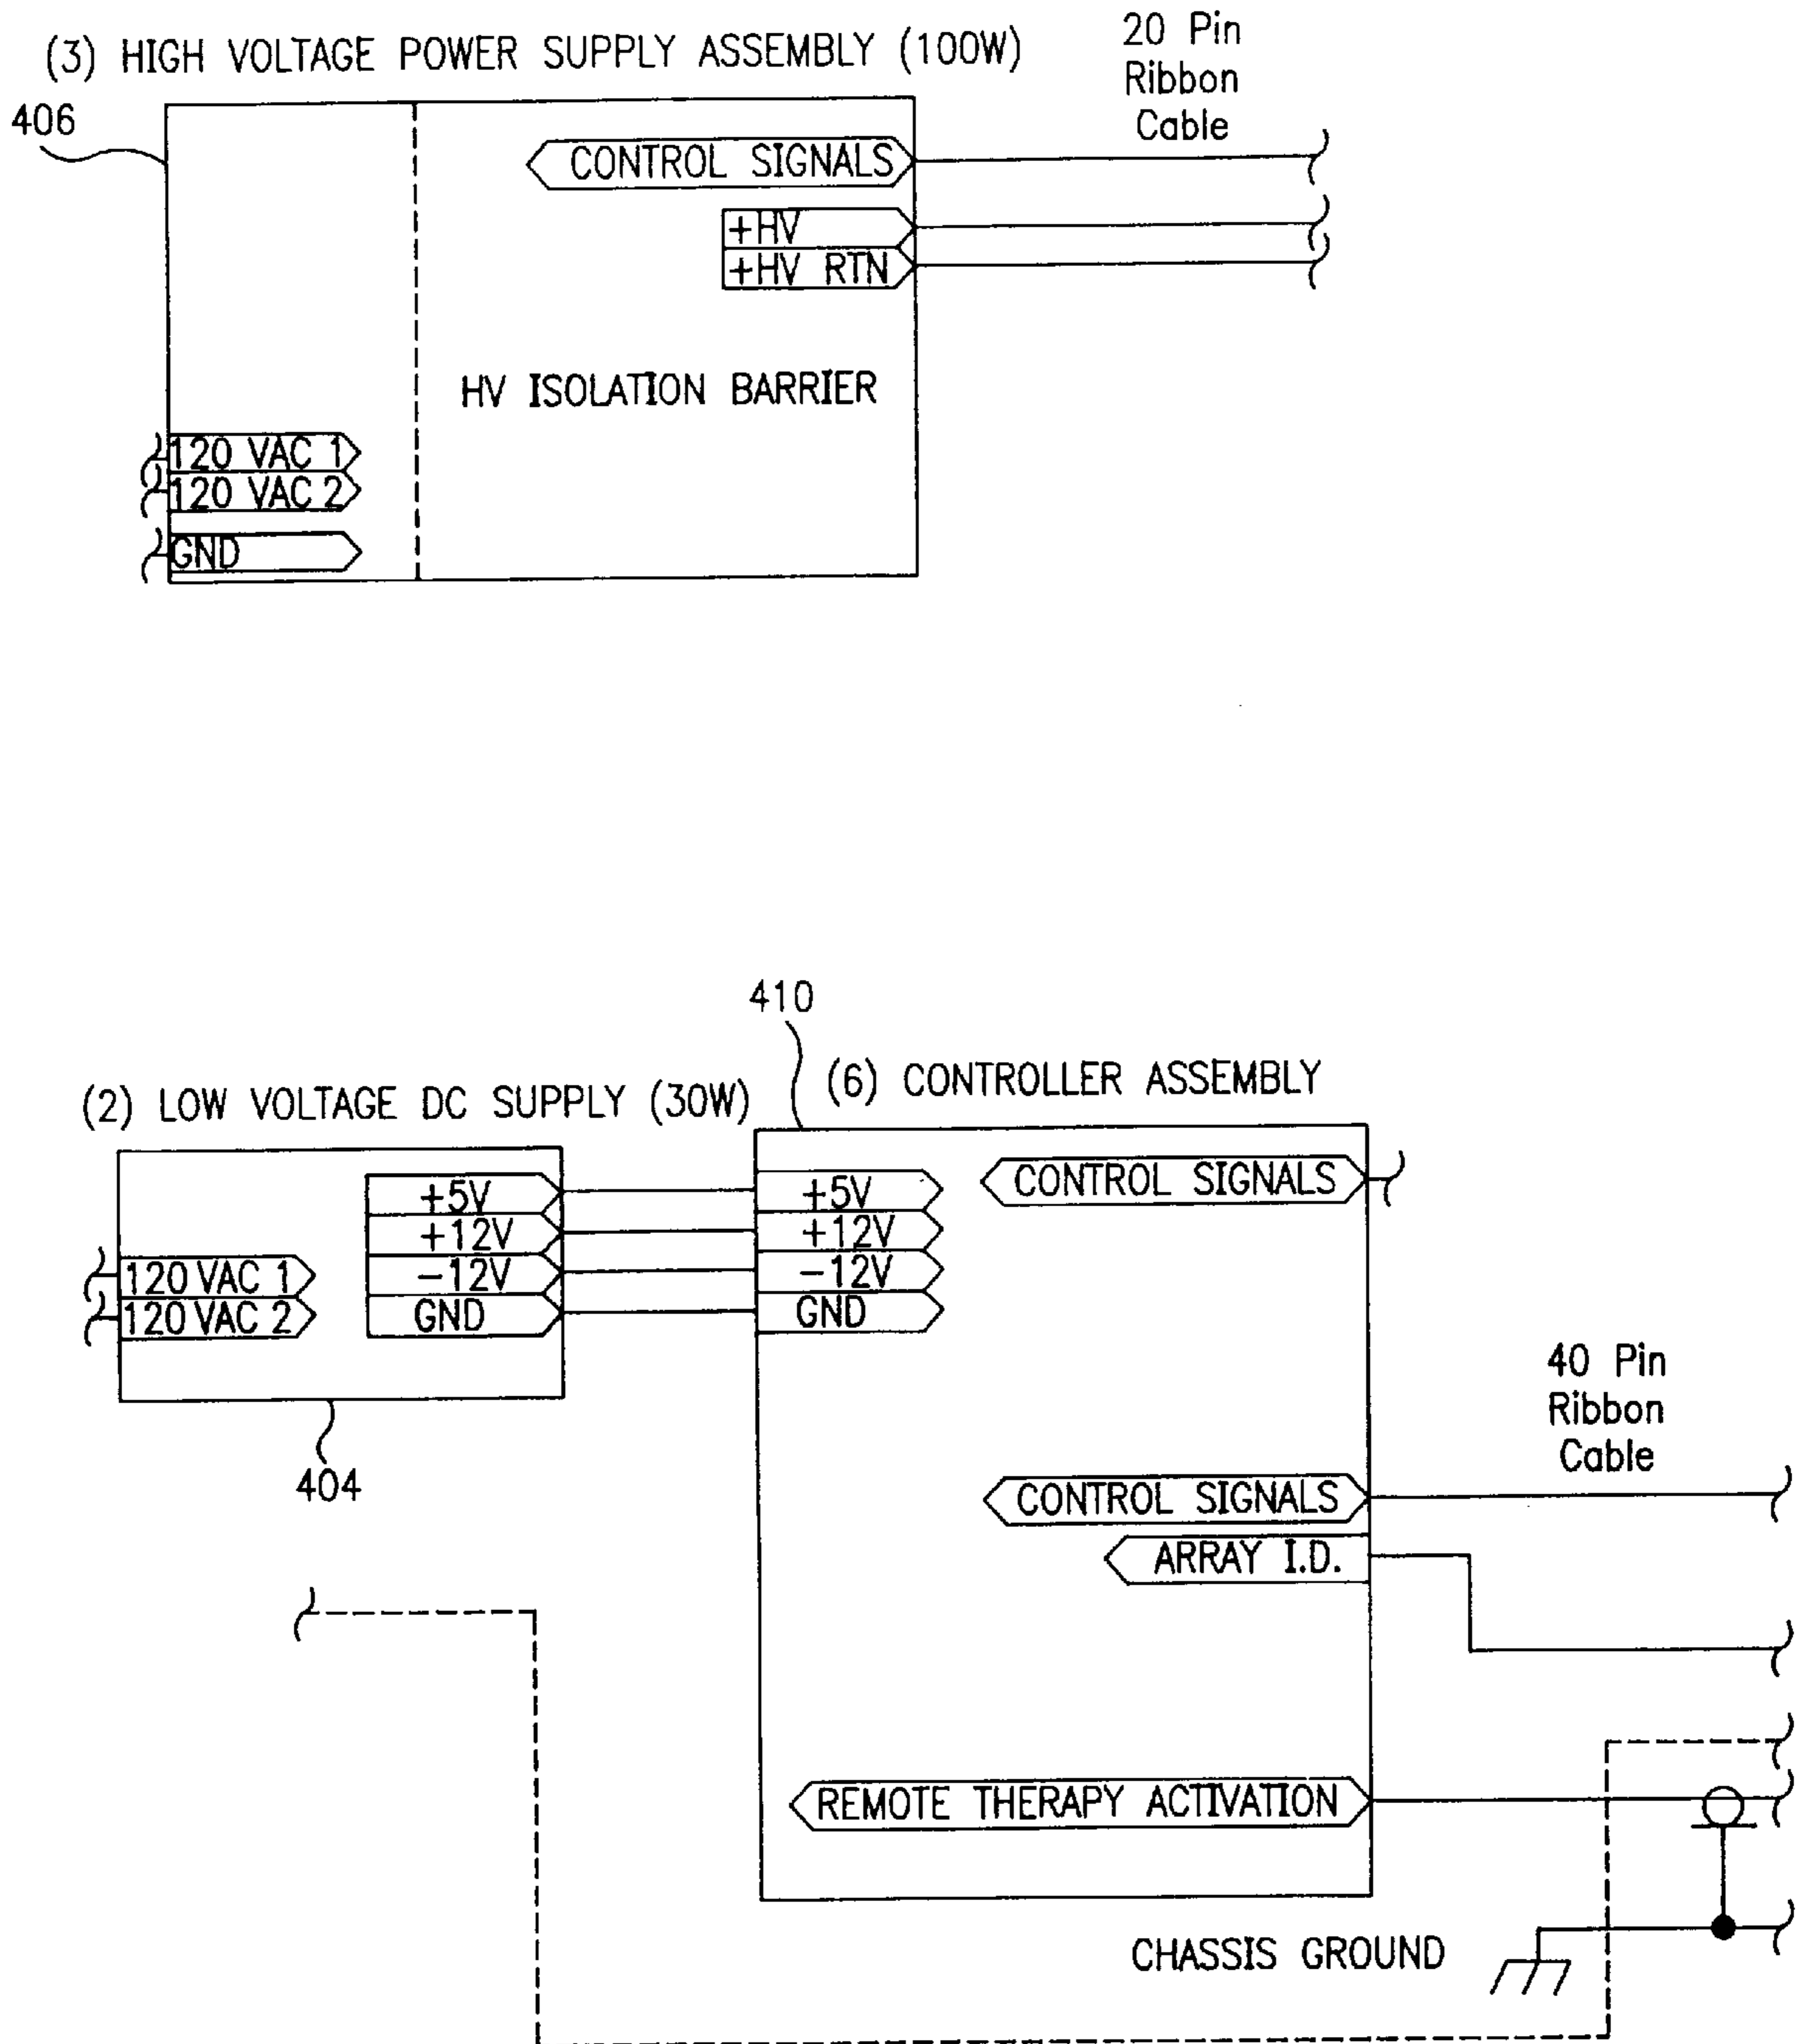 (3) HIGH VOLTAGE POWER SUPPLY ASSEMBLY (100W)
20 Pin
Ribbon
Cable
406
CONTROL SIGNALS
+HV
+HV RTN
HV ISOLATION BARRIER
120 VAC 1
120 VAC 2
GND
410
(2) LOW VOLTAGE DC SUPPLY (30W)
(6) CONTROLLER ASSEMBLY
+5V
+12V
-12V
GND
120 VAC 1
120 VAC 2
404
+5V
+12V
-12V
GND
CONTROL SIGNALS
40 Pin
Ribbon
Cable
CONTROL SIGNALS
ARRAY I.D.
REMOTE THERAPY ACTIVATION
CHASSIS GROUND